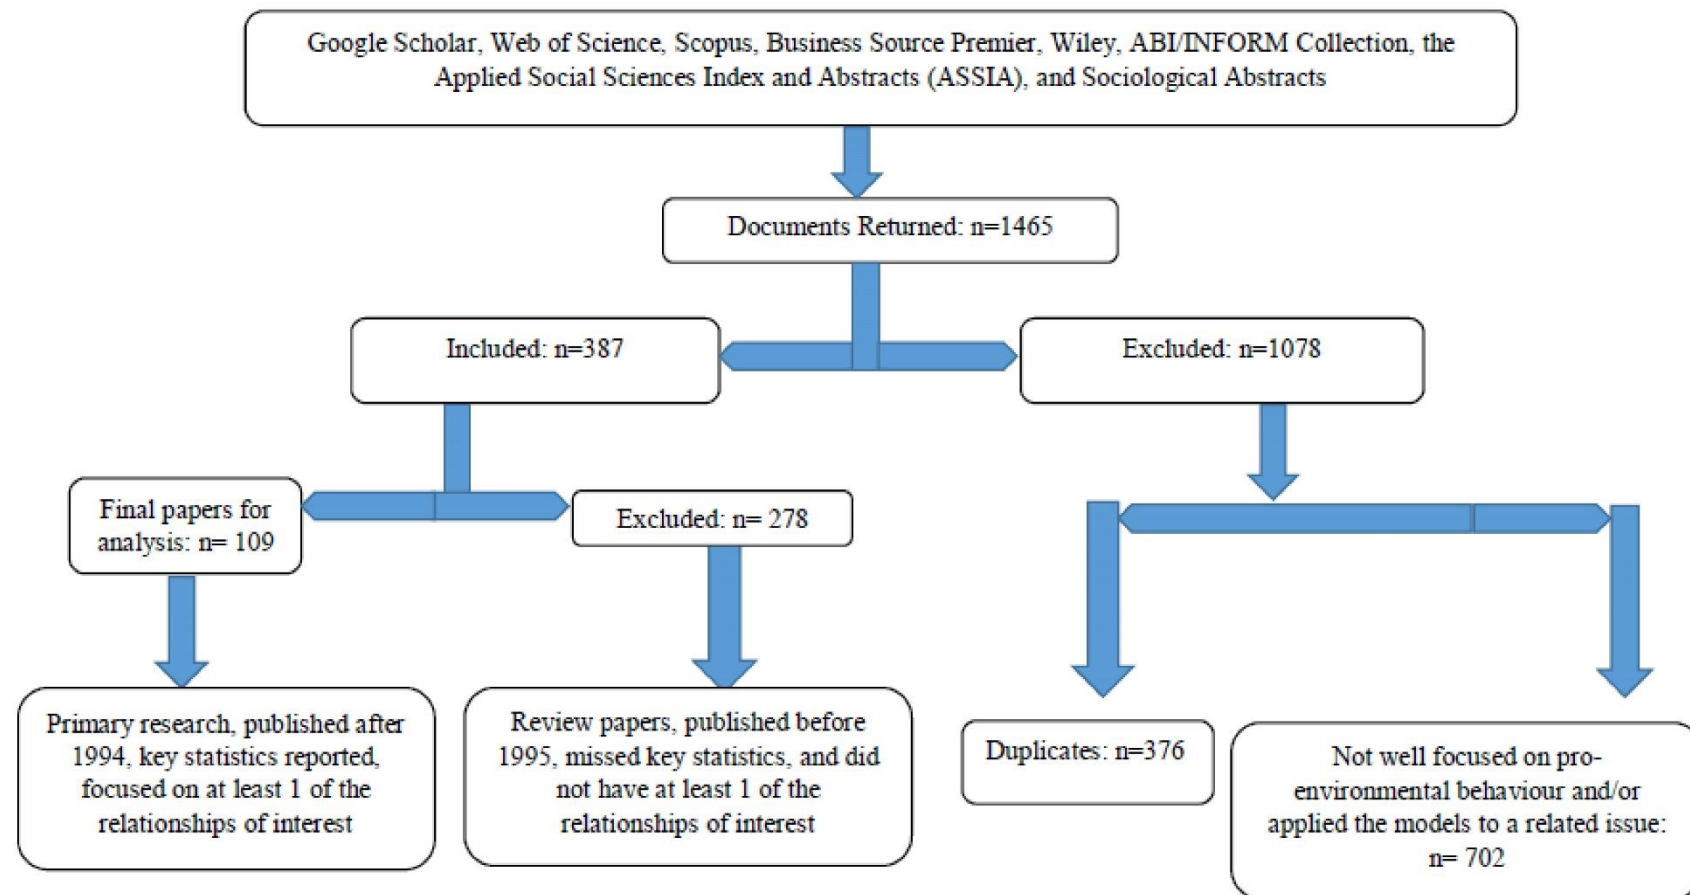 Google Scholar, Web of Science, Scopus, Business Source Premier, Wiley, ABI/INFORM Collection, the
Applied Social Sciences Index and Abstracts (ASSIA), and Sociological Abstracts
Documents Returned: n=1465
Included: n=387
Excluded: n=1078
Final papers for
analysis: n= 109
Excluded: n= 278
Primary research, published after
1994, key statistics reported,
focused on at least 1 of the
relationships of interest
Review papers, published before
1995, missed key statistics, and did
not have at least 1 of the
relationships of interest
Duplicates: n=376
Not well focused on pro-
environmental behaviour and/or
applied the models to a related issue:
n= 702